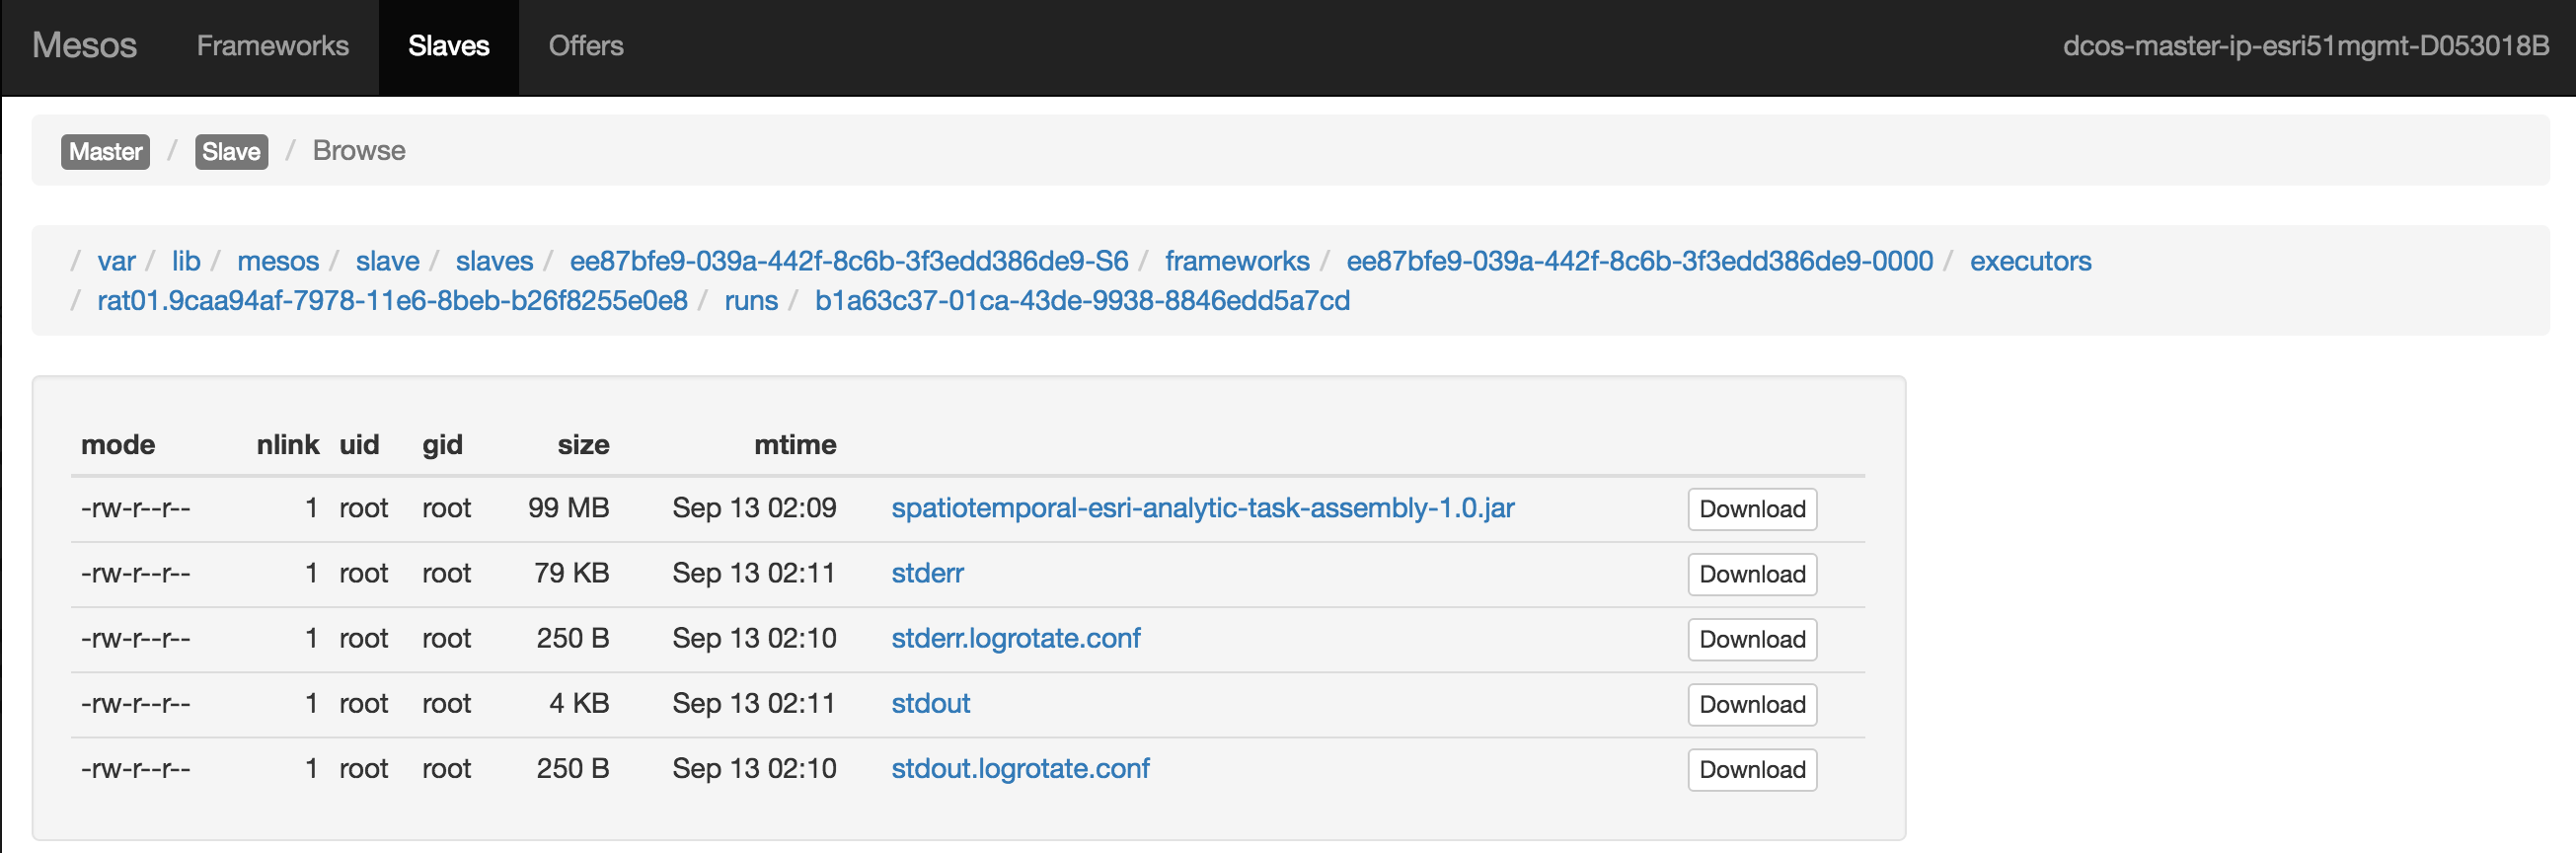 Mesos Frameworks Slaves Offers dcos-master-ip-esri51mgmt-D053018B
Master / Slave / Browse
/ var / lib / mesos / slave / slaves / ee87bfe9-039a-442f-8c6b-3f3edd386de9-S6 / frameworks / ee87bfe9-039a-442f-8c6b-3f3edd386de9-0000 / executors
/ rat01.9caa94af-7978-11e6-8beb-b26f8255e0e8 / runs / b1a63c37-01ca-43de-9938-8846edd5a7cd
mode nlink uid gid size mtime
-rw-r--r-- 1 root root 99 MB Sep 13 02:09 spatiotemporal-esri-analytic-task-assembly-1.0.jar Download
-rw-r--r-- 1 root root 79 KB Sep 13 02:11 stderr Download
-rw-r--r-- 1 root root 250 B Sep 13 02:10 stderr.logrotate.conf Download
-rw-r--r-- 1 root root 4 KB Sep 13 02:11 stdout Download
-rw-r--r-- 1 root root 250 B Sep 13 02:10 stdout.logrotate.conf Download